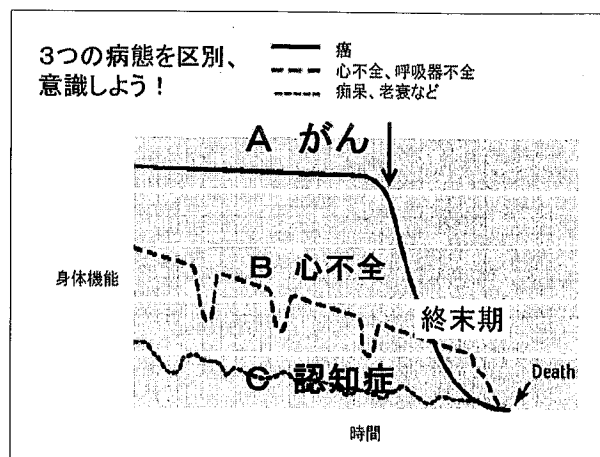 3つの病態を区別、
意識しよう！
癌
心不全、呼吸器不全
痴呆、老衰など
A がん
B 心不全
身体機能
終末期
C 認知症
Death
時間